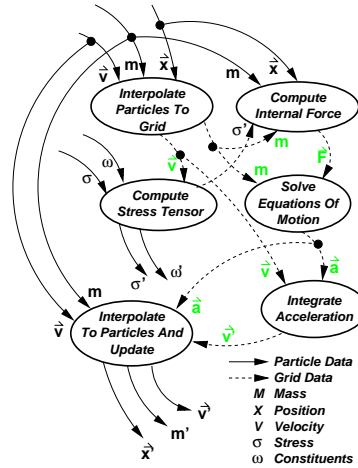 v⃗ m x⃗ m x⃗
Interpolate
Particles To
Grid
Compute
Internal Force
σ' m F⃗
ω
σ
v⃗ m
Compute
Stress Tensor
Solve
Equations Of
Motion
σ' ω'
m
v⃗
a⃗ v⃗ a⃗
Interpolate
To Particles And
Update
Integrate
Acceleration
v⃗'
x⃗' m' v⃗'
Particle Data
Grid Data
M Mass
X Position
V Velocity
σ Stress
ω Constituents